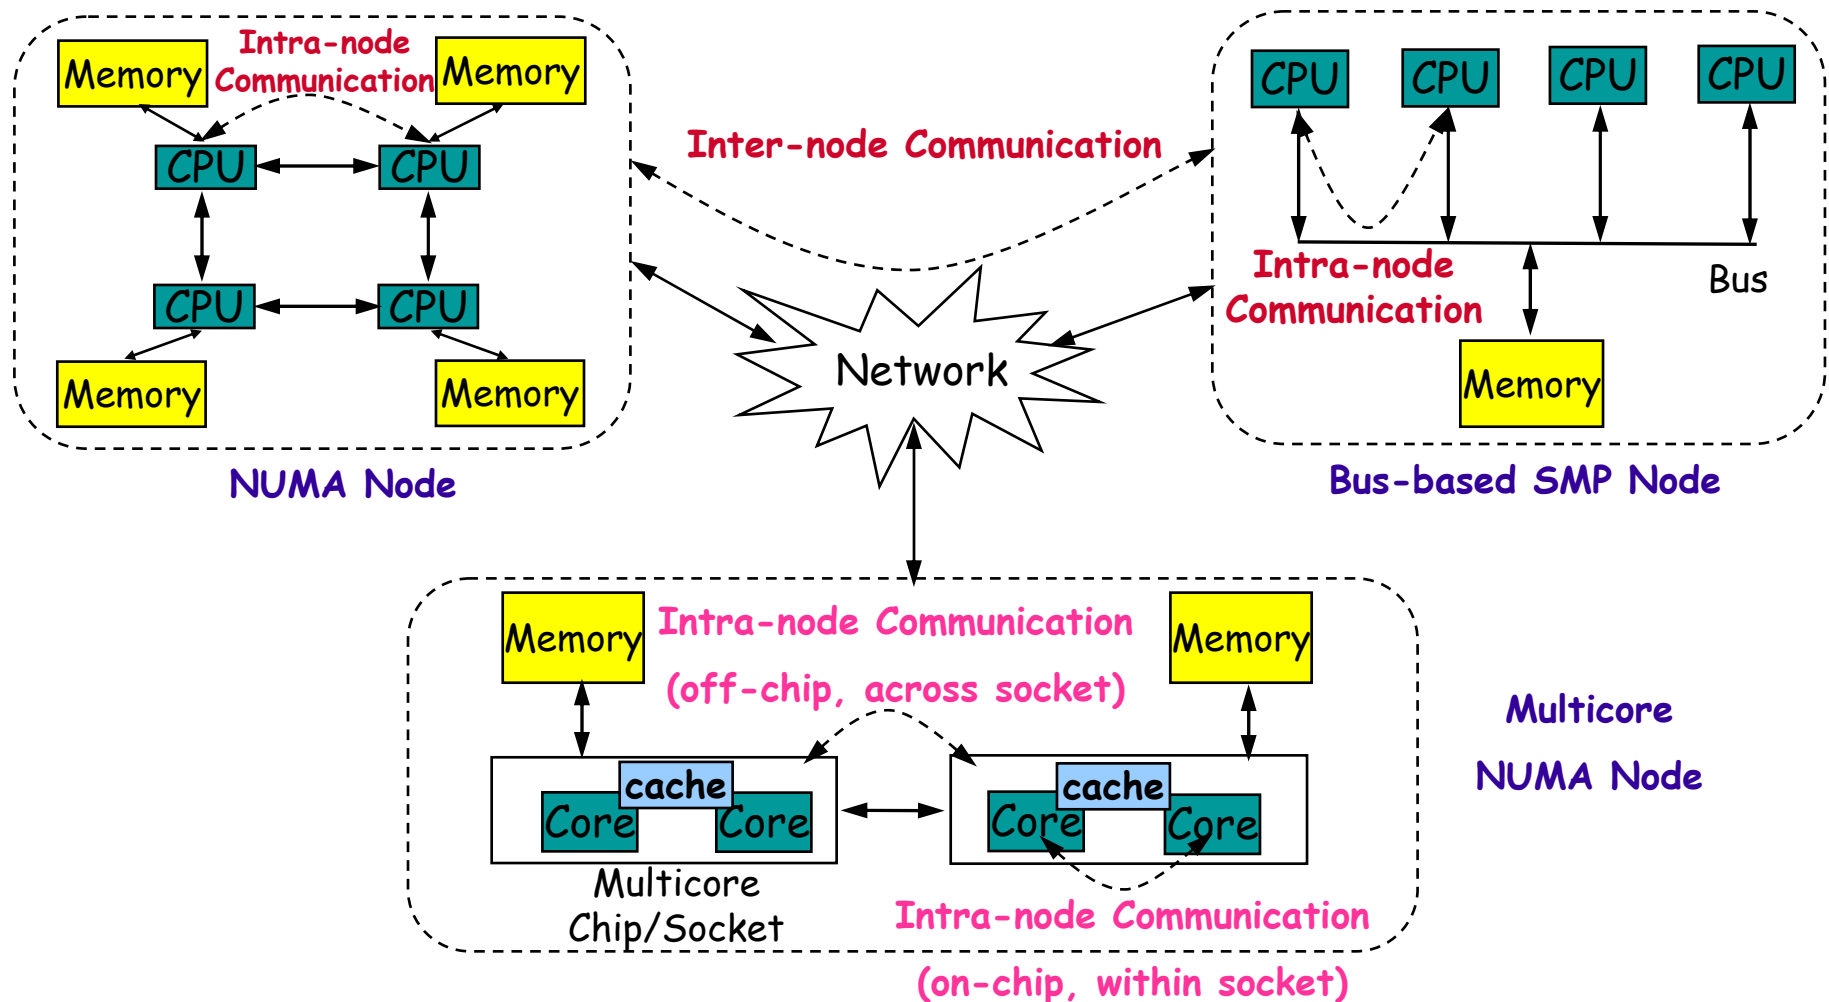 Intra-node
Communication
Memory
Memory
CPU
CPU
CPU
CPU
Memory
Memory
NUMA Node
Inter-node Communication
Network
CPU
CPU
CPU
CPU
Intra-node
Communication
Bus
Memory
Bus-based SMP Node
Memory
Intra-node Communication
(off-chip, across socket)
Memory
cache
Core
Core
cache
Core
Core
Multicore
Chip/Socket
Intra-node Communication
(on-chip, within socket)
Multicore
NUMA Node